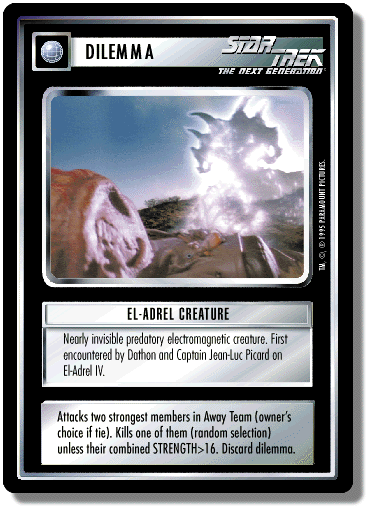 DILEMMA
STAR TREK
THE NEXT GENERATION®
TM, ©, ® 1995 PARAMOUNT PICTURES.
EL-ADREL CREATURE
Nearly invisible predatory electromagnetic creature. First
encountered by Dathon and Captain Jean-Luc Picard on
El-Adrel IV.
Attacks two strongest members in Away Team (owner's
choice if tie). Kills one of them (random selection)
unless their combined STRENGTH>16. Discard dilemma.